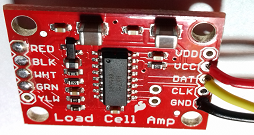 RED
BLK
WHT
GRN
YLW
VDD
VCC
DAT
CLK
GND
Load Cell Amp